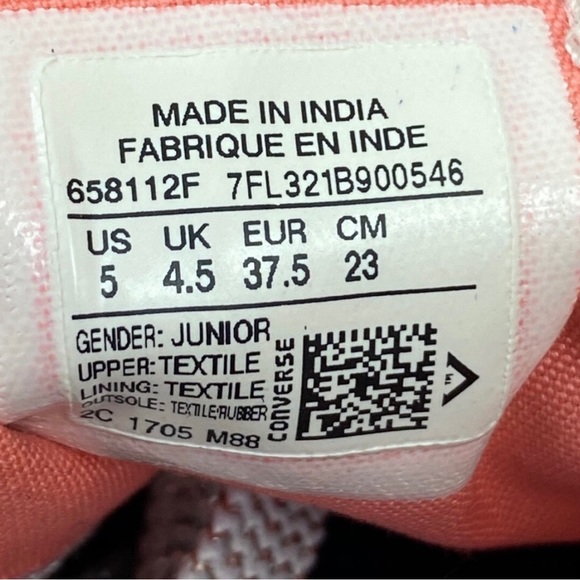 MADE IN INDIA
FABRIQUE EN INDE
658112F 7FL321B900546
US UK EUR CM
5 4.5 37.5 23
GENDER: JUNIOR
UPPER: TEXTILE
LINING: TEXTILE
OUTSOLE: TEXTILE/RUBBER
2C 1705 M88
CONVERSE